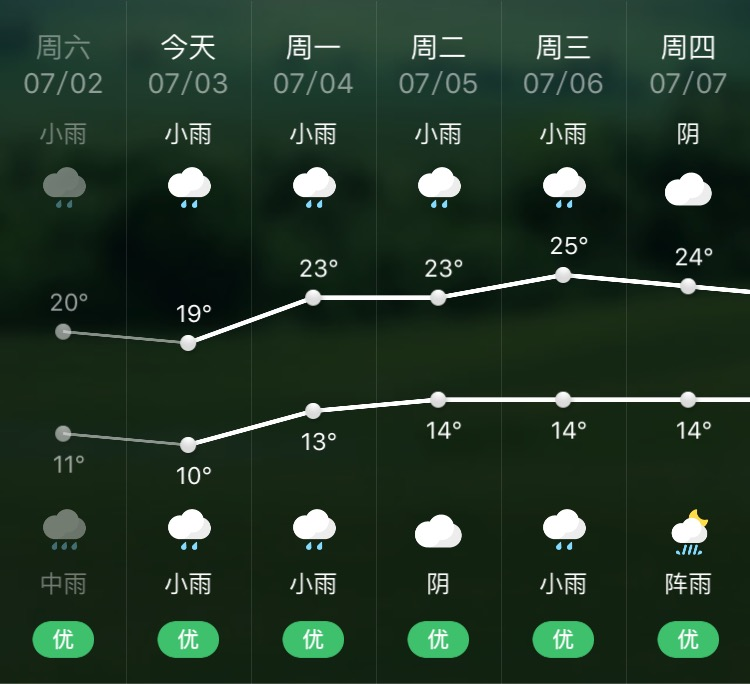 周六 今天 周一 周二 周三 周四
07/02 07/03 07/04 07/05 07/06 07/07
小雨 小雨 小雨 小雨 小雨 阴
20° 19° 23° 23° 25° 24°
11° 10° 13° 14° 14° 14°
中雨 小雨 小雨 阴 小雨 阵雨
优 优 优 优 优 优